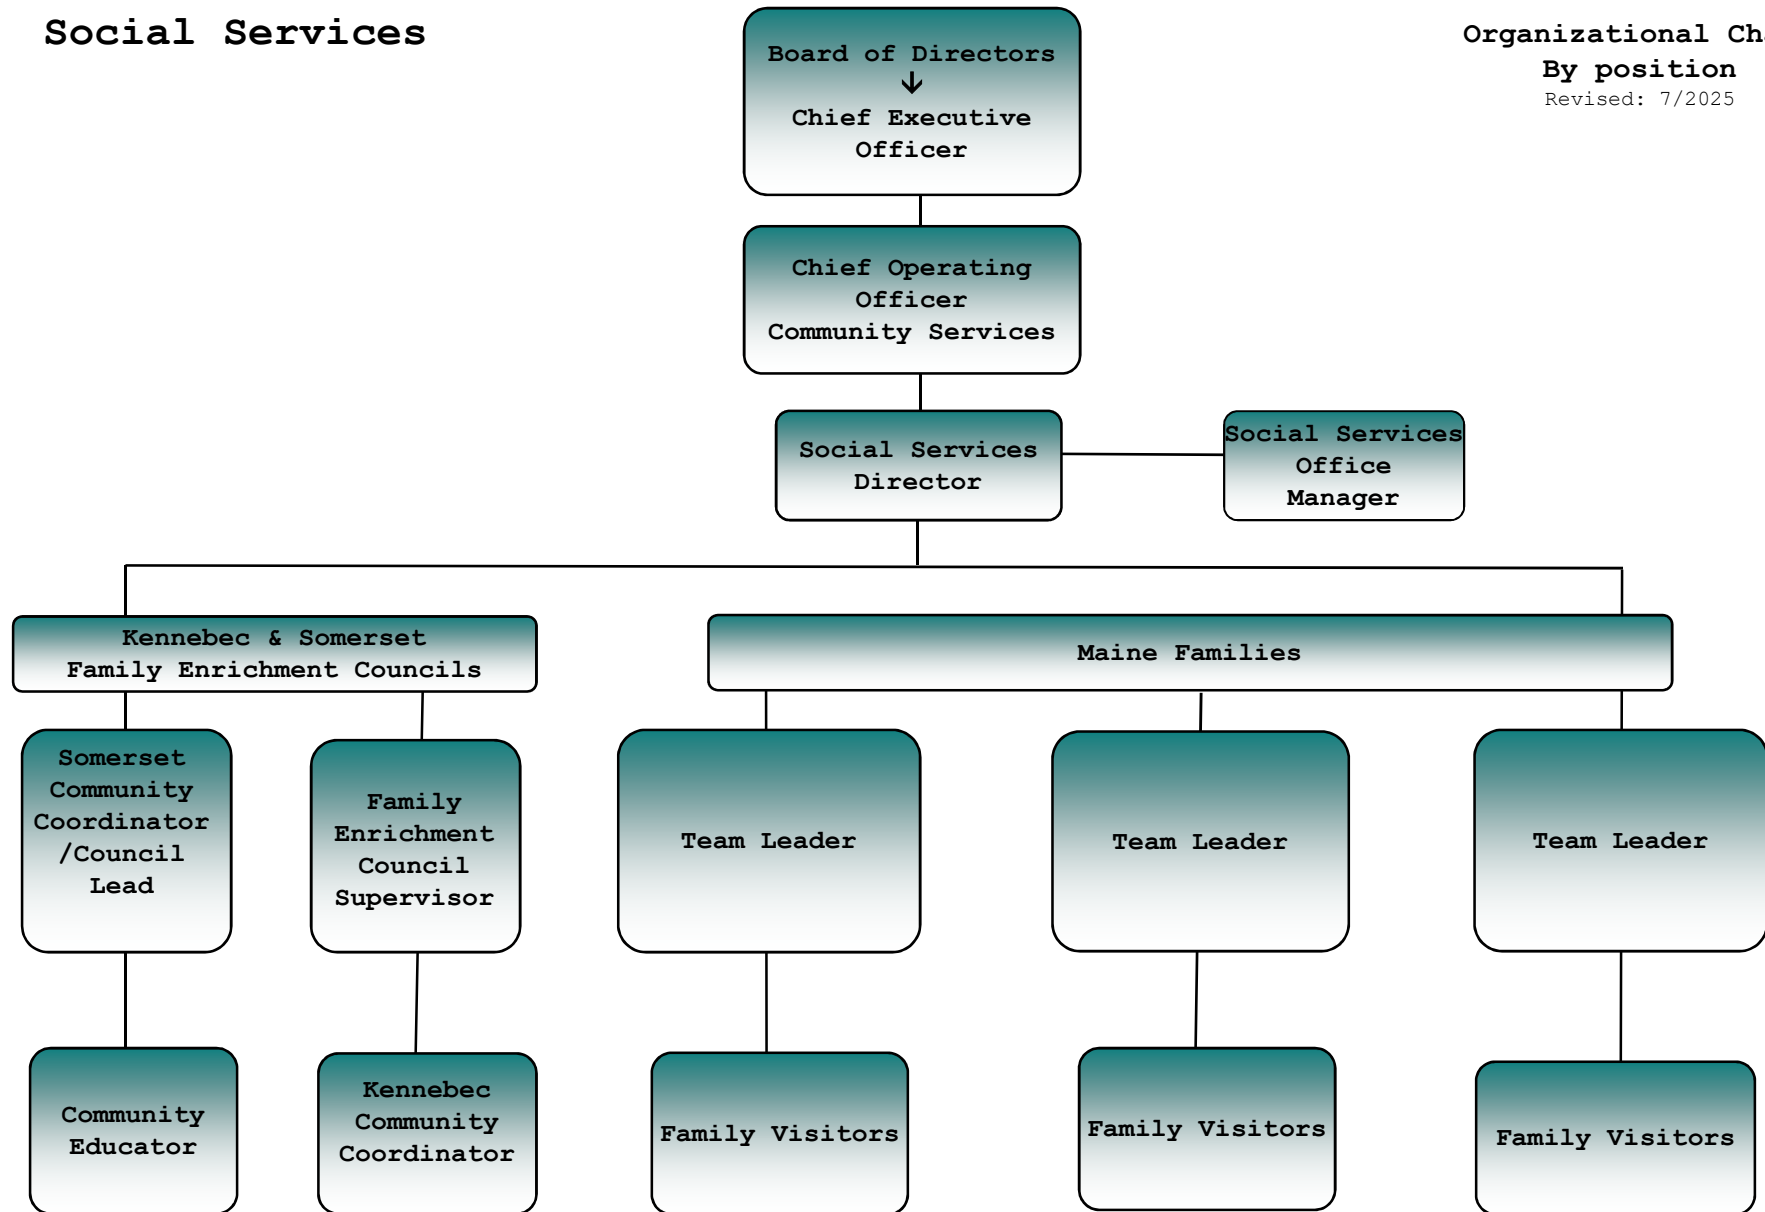 Social Services
Organizational
By position
Revised: 7/2025
Board of Directors
↓
Chief Executive
Officer
Chief Operating
Officer
Community Services
Social Services
Director
Social Services
Office
Manager
Kennebec & Somerset
Family Enrichment Councils
Maine Families
Somerset
Community
Coordinator
/Council
Lead
Family
Enrichment
Council
Supervisor
Team Leader
Team Leader
Team Leader
Community
Educator
Kennebec
Community
Coordinator
Family Visitors
Family Visitors
Family Visitors